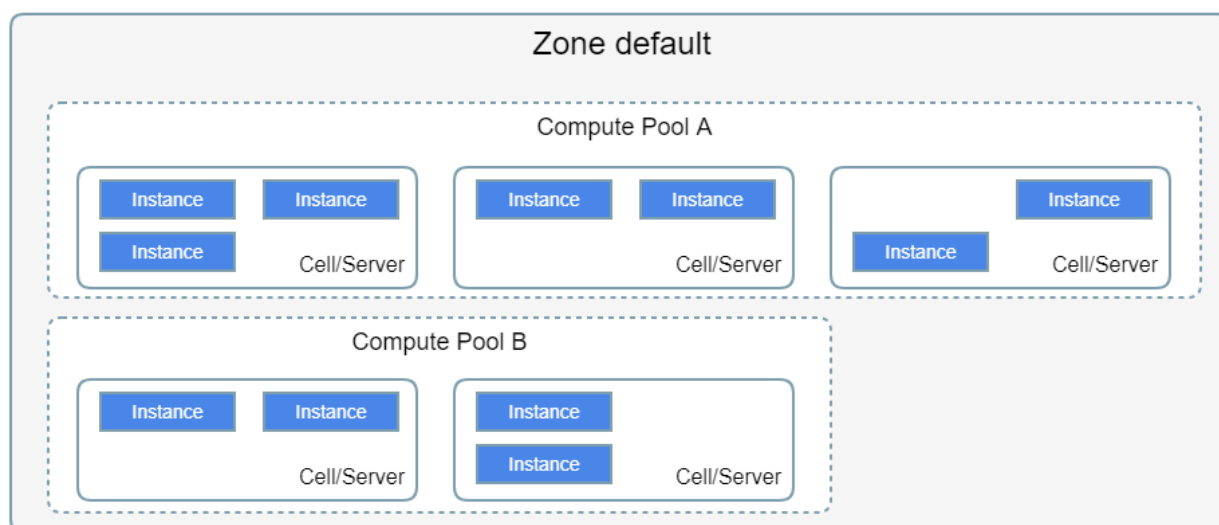 Zone default
Compute Pool A
Instance
Instance
Instance
Cell/Server
Instance
Instance
Cell/Server
Instance
Instance
Cell/Server
Compute Pool B
Instance
Instance
Cell/Server
Instance
Instance
Cell/Server